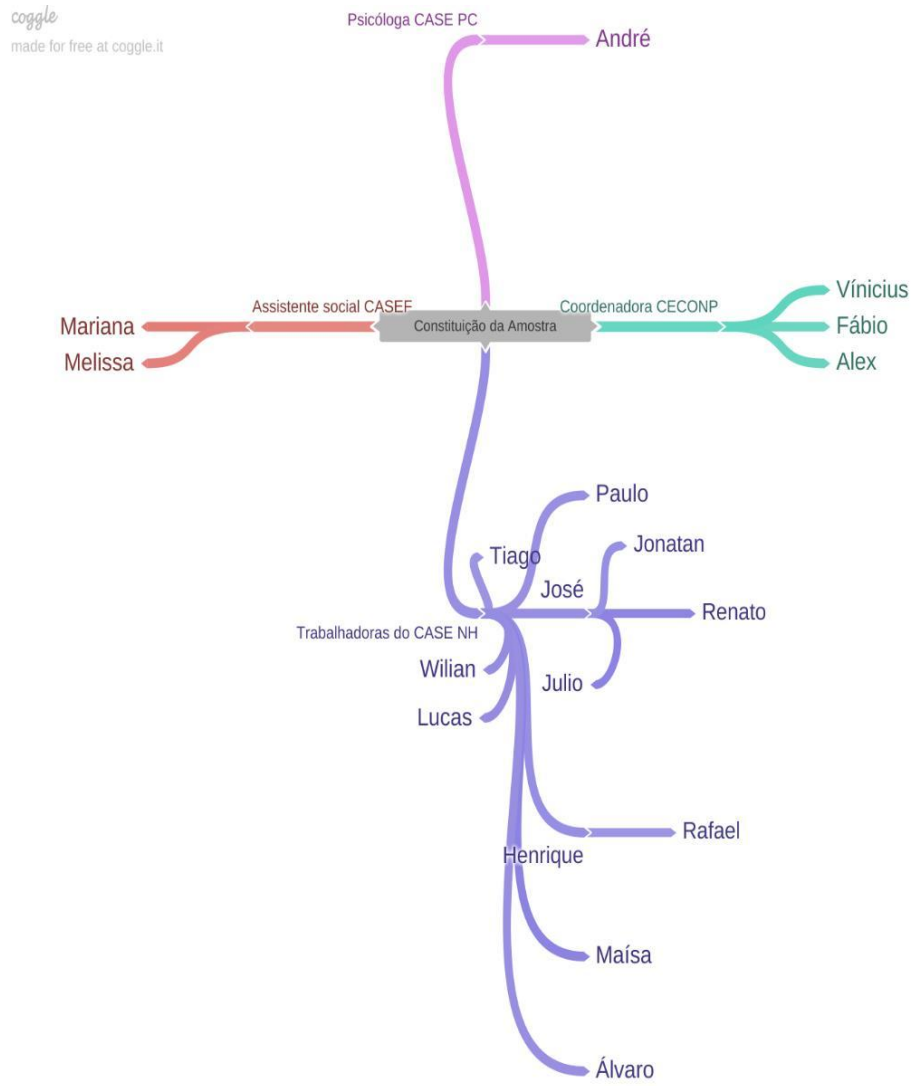 coggle
made for free at coggle.it
Psicóloga CASE PC
André
Assistente social CASEF
Constituição da Amostra
Coordenadora CECONP
Mariana
Melissa
Vínicius
Fábio
Alex
Paulo
Tiago
Jonatan
José
Renato
Trabalhadoras do CASE NH
Wilian
Julio
Lucas
Rafael
Henrique
Maísa
Álvaro